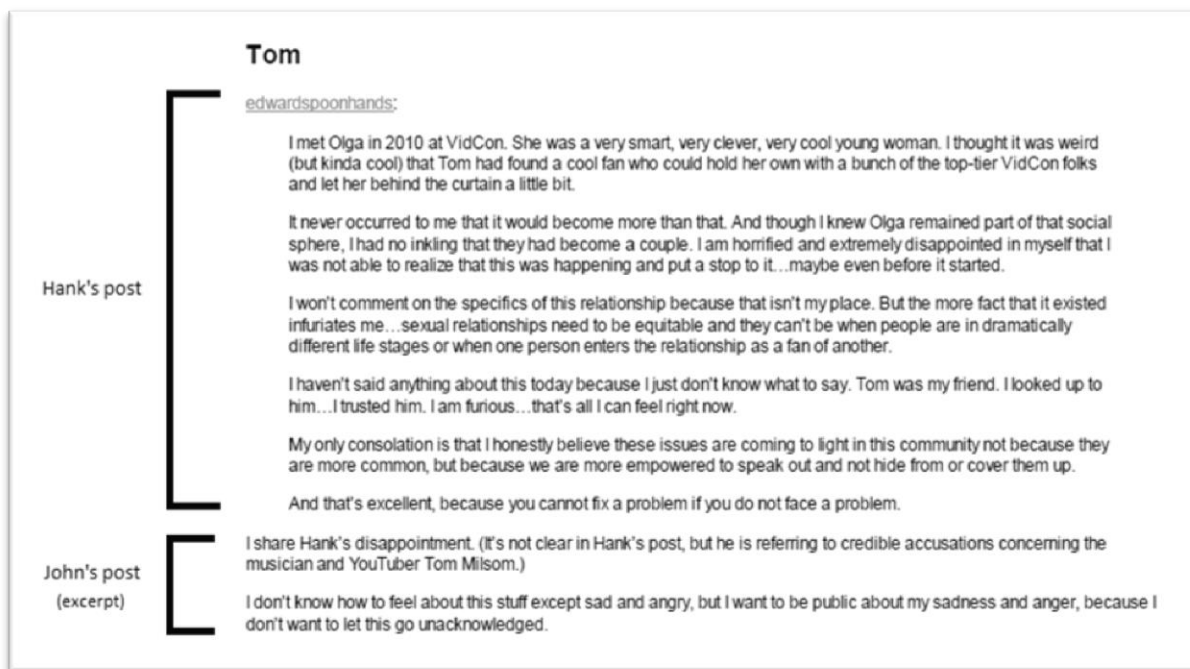 Tom
edwardspoonhands:
I met Olga in 2010 at VidCon. She was a very smart, very clever, very cool young woman. I thought it was weird
(but kinda cool) that Tom had found a cool fan who could hold her own with a bunch of the top-tier VidCon folks
and let her behind the curtain a little bit.
It never occurred to me that it would become more than that. And though I knew Olga remained part of that social
sphere, I had no inkling that they had become a couple. I am horrified and extremely disappointed in myself that I
was not able to realize that this was happening and put a stop to it…maybe even before it started.
Hank's post
I won't comment on the specifics of this relationship because that isn't my place. But the more fact that it existed
infuriates me…sexual relationships need to be equitable and they can't be when people are in dramatically
different life stages or when one person enters the relationship as a fan of another.
I haven't said anything about this today because I just don't know what to say. Tom was my friend. I looked up to
him…I trusted him. I am furious…that's all I can feel right now.
My only consolation is that I honestly believe these issues are coming to light in this community not because they
are more common, but because we are more empowered to speak out and not hide from or cover them up.
And that's excellent, because you cannot fix a problem if you do not face a problem.
John's post
(excerpt)
I share Hank's disappointment. (It's not clear in Hank's post, but he is referring to credible accusations concerning the
musician and YouTuber Tom Milsom.)
I don't know how to feel about this stuff except sad and angry, but I want to be public about my sadness and anger, because I
don't want to let this go unacknowledged.